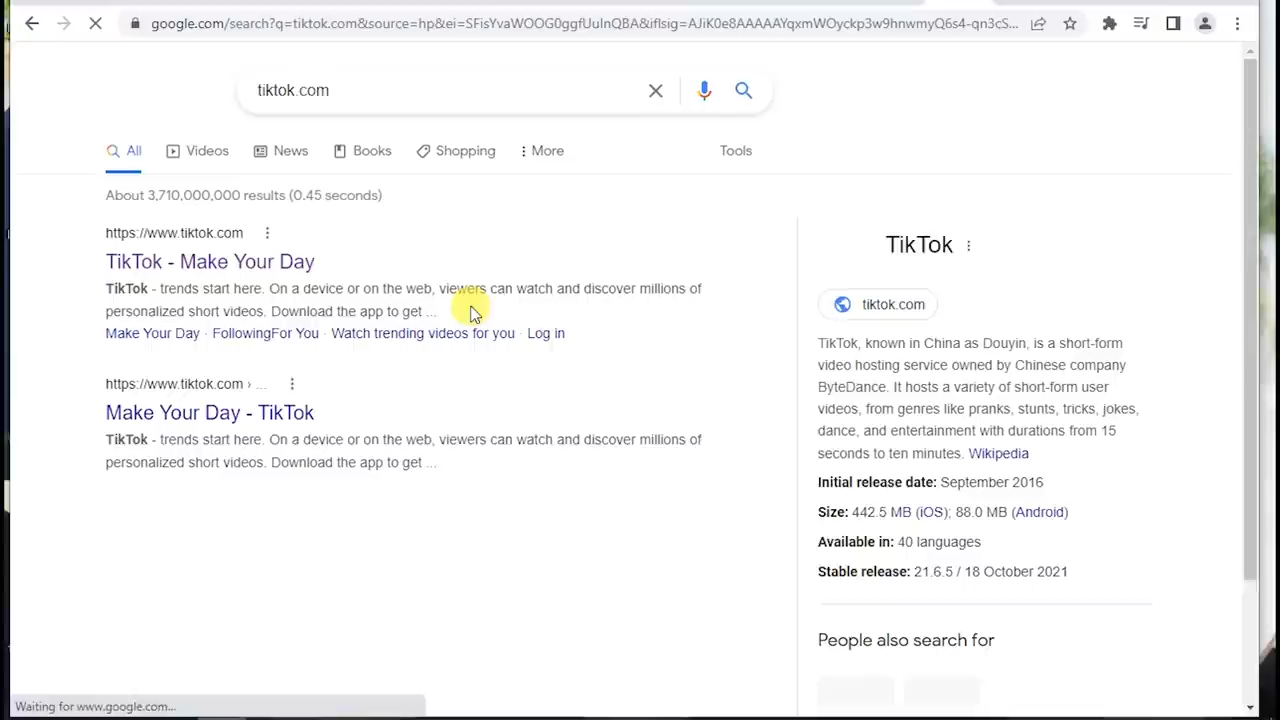 google.com/search?q=tiktok.com&source=hp&ei=SFisYvaWOOG0ggfUuInQBA&iflsig=AJiK0e8AAAAAYqxmWOyckp3w9hnwmyQ6s4-qn3cS...
tiktok.com
All
Videos
News
Books
Shopping
More
Tools
About 3,710,000,000 results (0.45 seconds)
https://www.tiktok.com
TikTok - Make Your Day
TikTok - trends start here. On a device or on the web, viewers can watch and discover millions of
personalized short videos. Download the app to get ...
Make Your Day · FollowingFor You · Watch trending videos for you · Log in
https://www.tiktok.com › ...
Make Your Day - TikTok
TikTok - trends start here. On a device or on the web, viewers can watch and discover millions of
personalized short videos. Download the app to get ...
TikTok
tiktok.com
TikTok, known in China as Douyin, is a short-form
video hosting service owned by Chinese company
ByteDance. It hosts a variety of short-form user
videos, from genres like pranks, stunts, tricks, jokes,
dance, and entertainment with durations from 15
seconds to ten minutes. Wikipedia
Initial release date: September 2016
Size: 442.5 MB (iOS); 88.0 MB (Android)
Available in: 40 languages
Stable release: 21.6.5 / 18 October 2021
People also search for
Waiting for www.google.com...